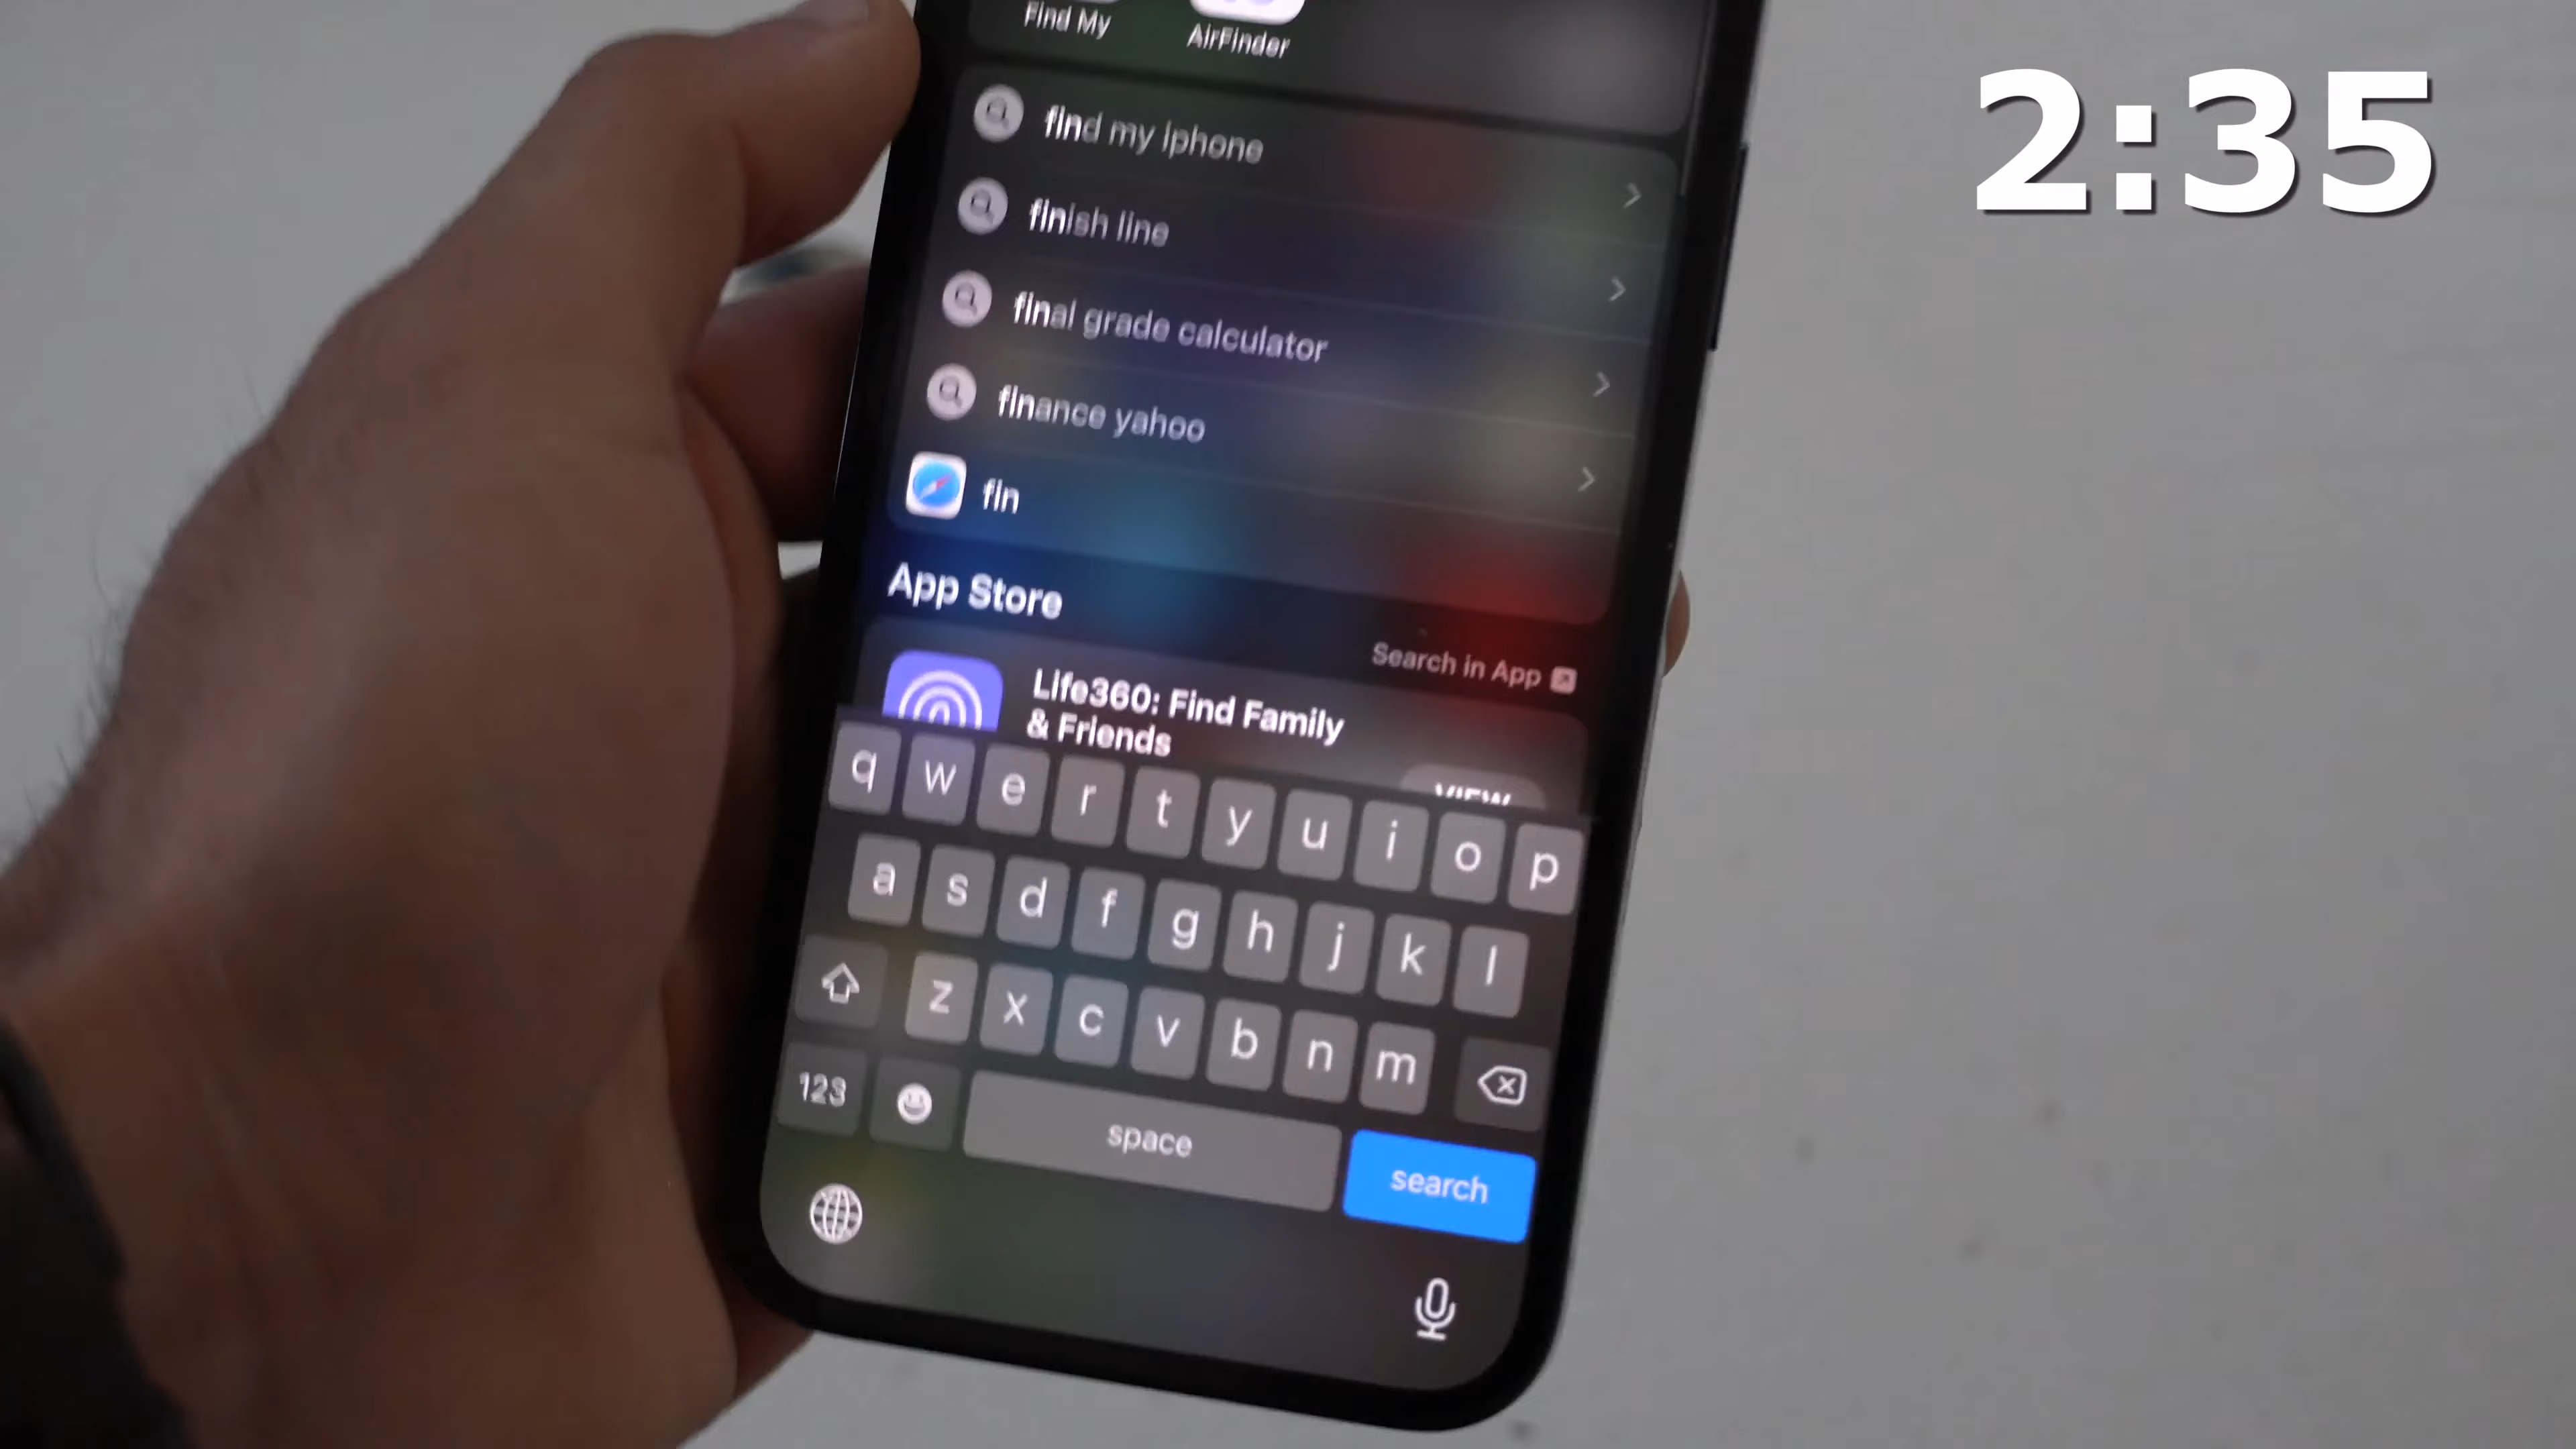 2:35
Find My
AirFinder
find my iphone
finish line
final grade calculator
finance yahoo
fin
App Store
Search in App
Life360: Find Family
& Friends
VIEW
q w e r t y u i o p
a s d f g h j k l
z x c v b n m
123
space
search